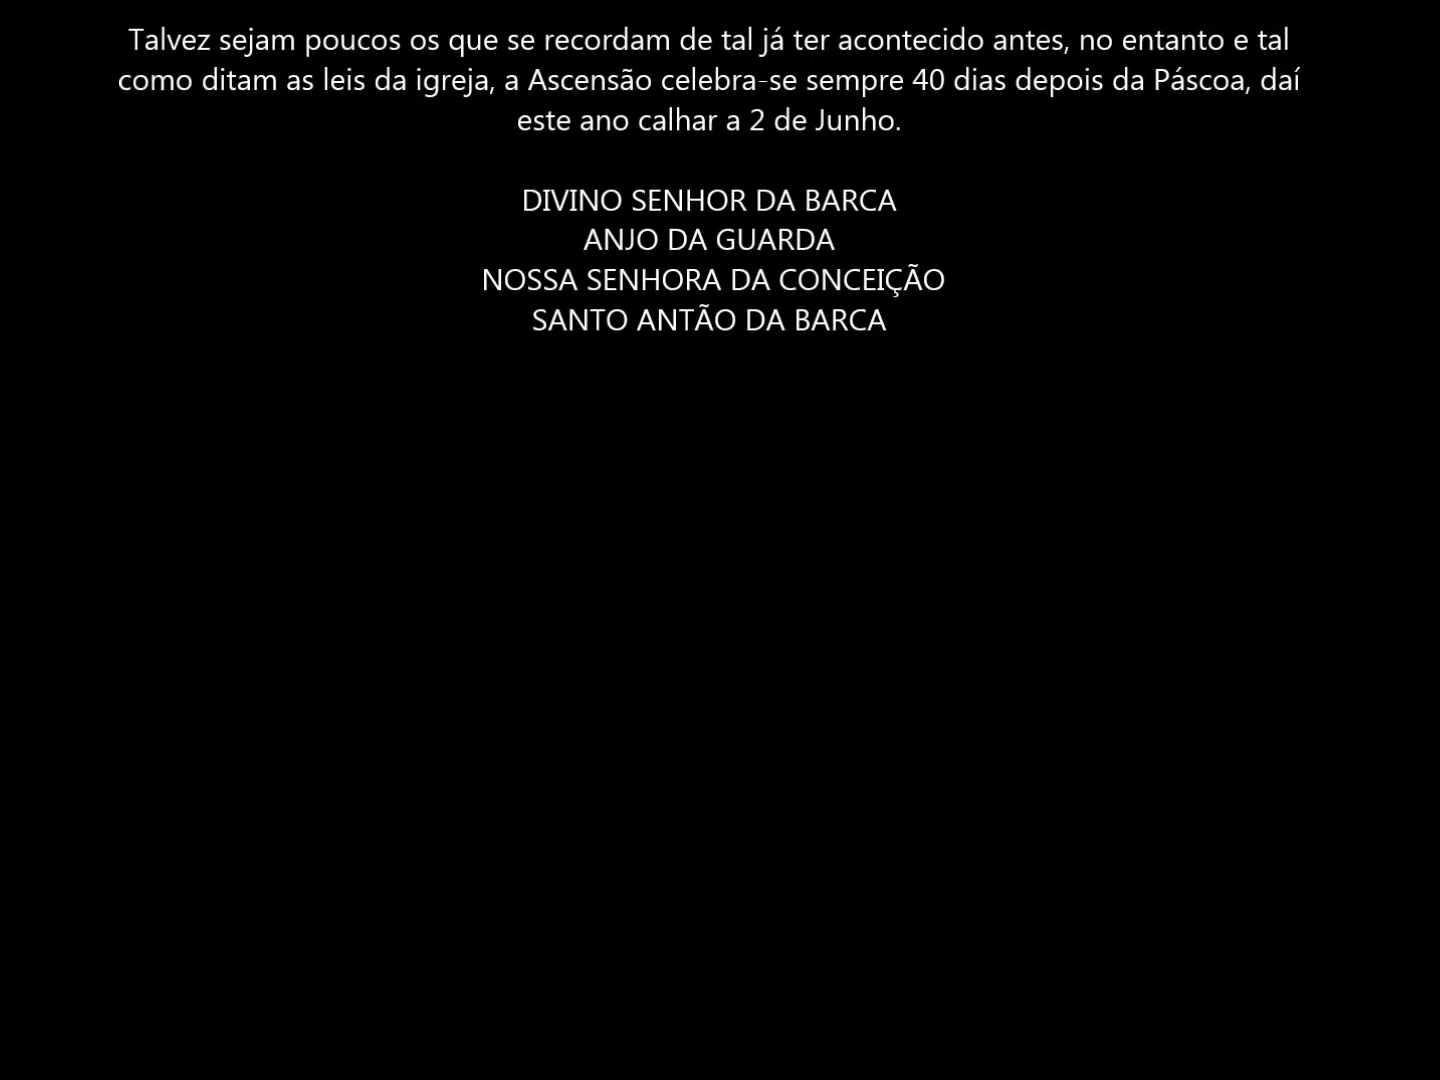 Talvez sejam poucos os que se recordam de tal já ter acontecido antes, no entanto e tal
como ditam as leis da igreja, a Ascensão celebra-se sempre 40 dias depois da Páscoa, daí
este ano calhar a 2 de Junho.
DIVINO SENHOR DA BARCA
ANJO DA GUARDA
NOSSA SENHORA DA CONCEIÇÃO
SANTO ANTÃO DA BARCA